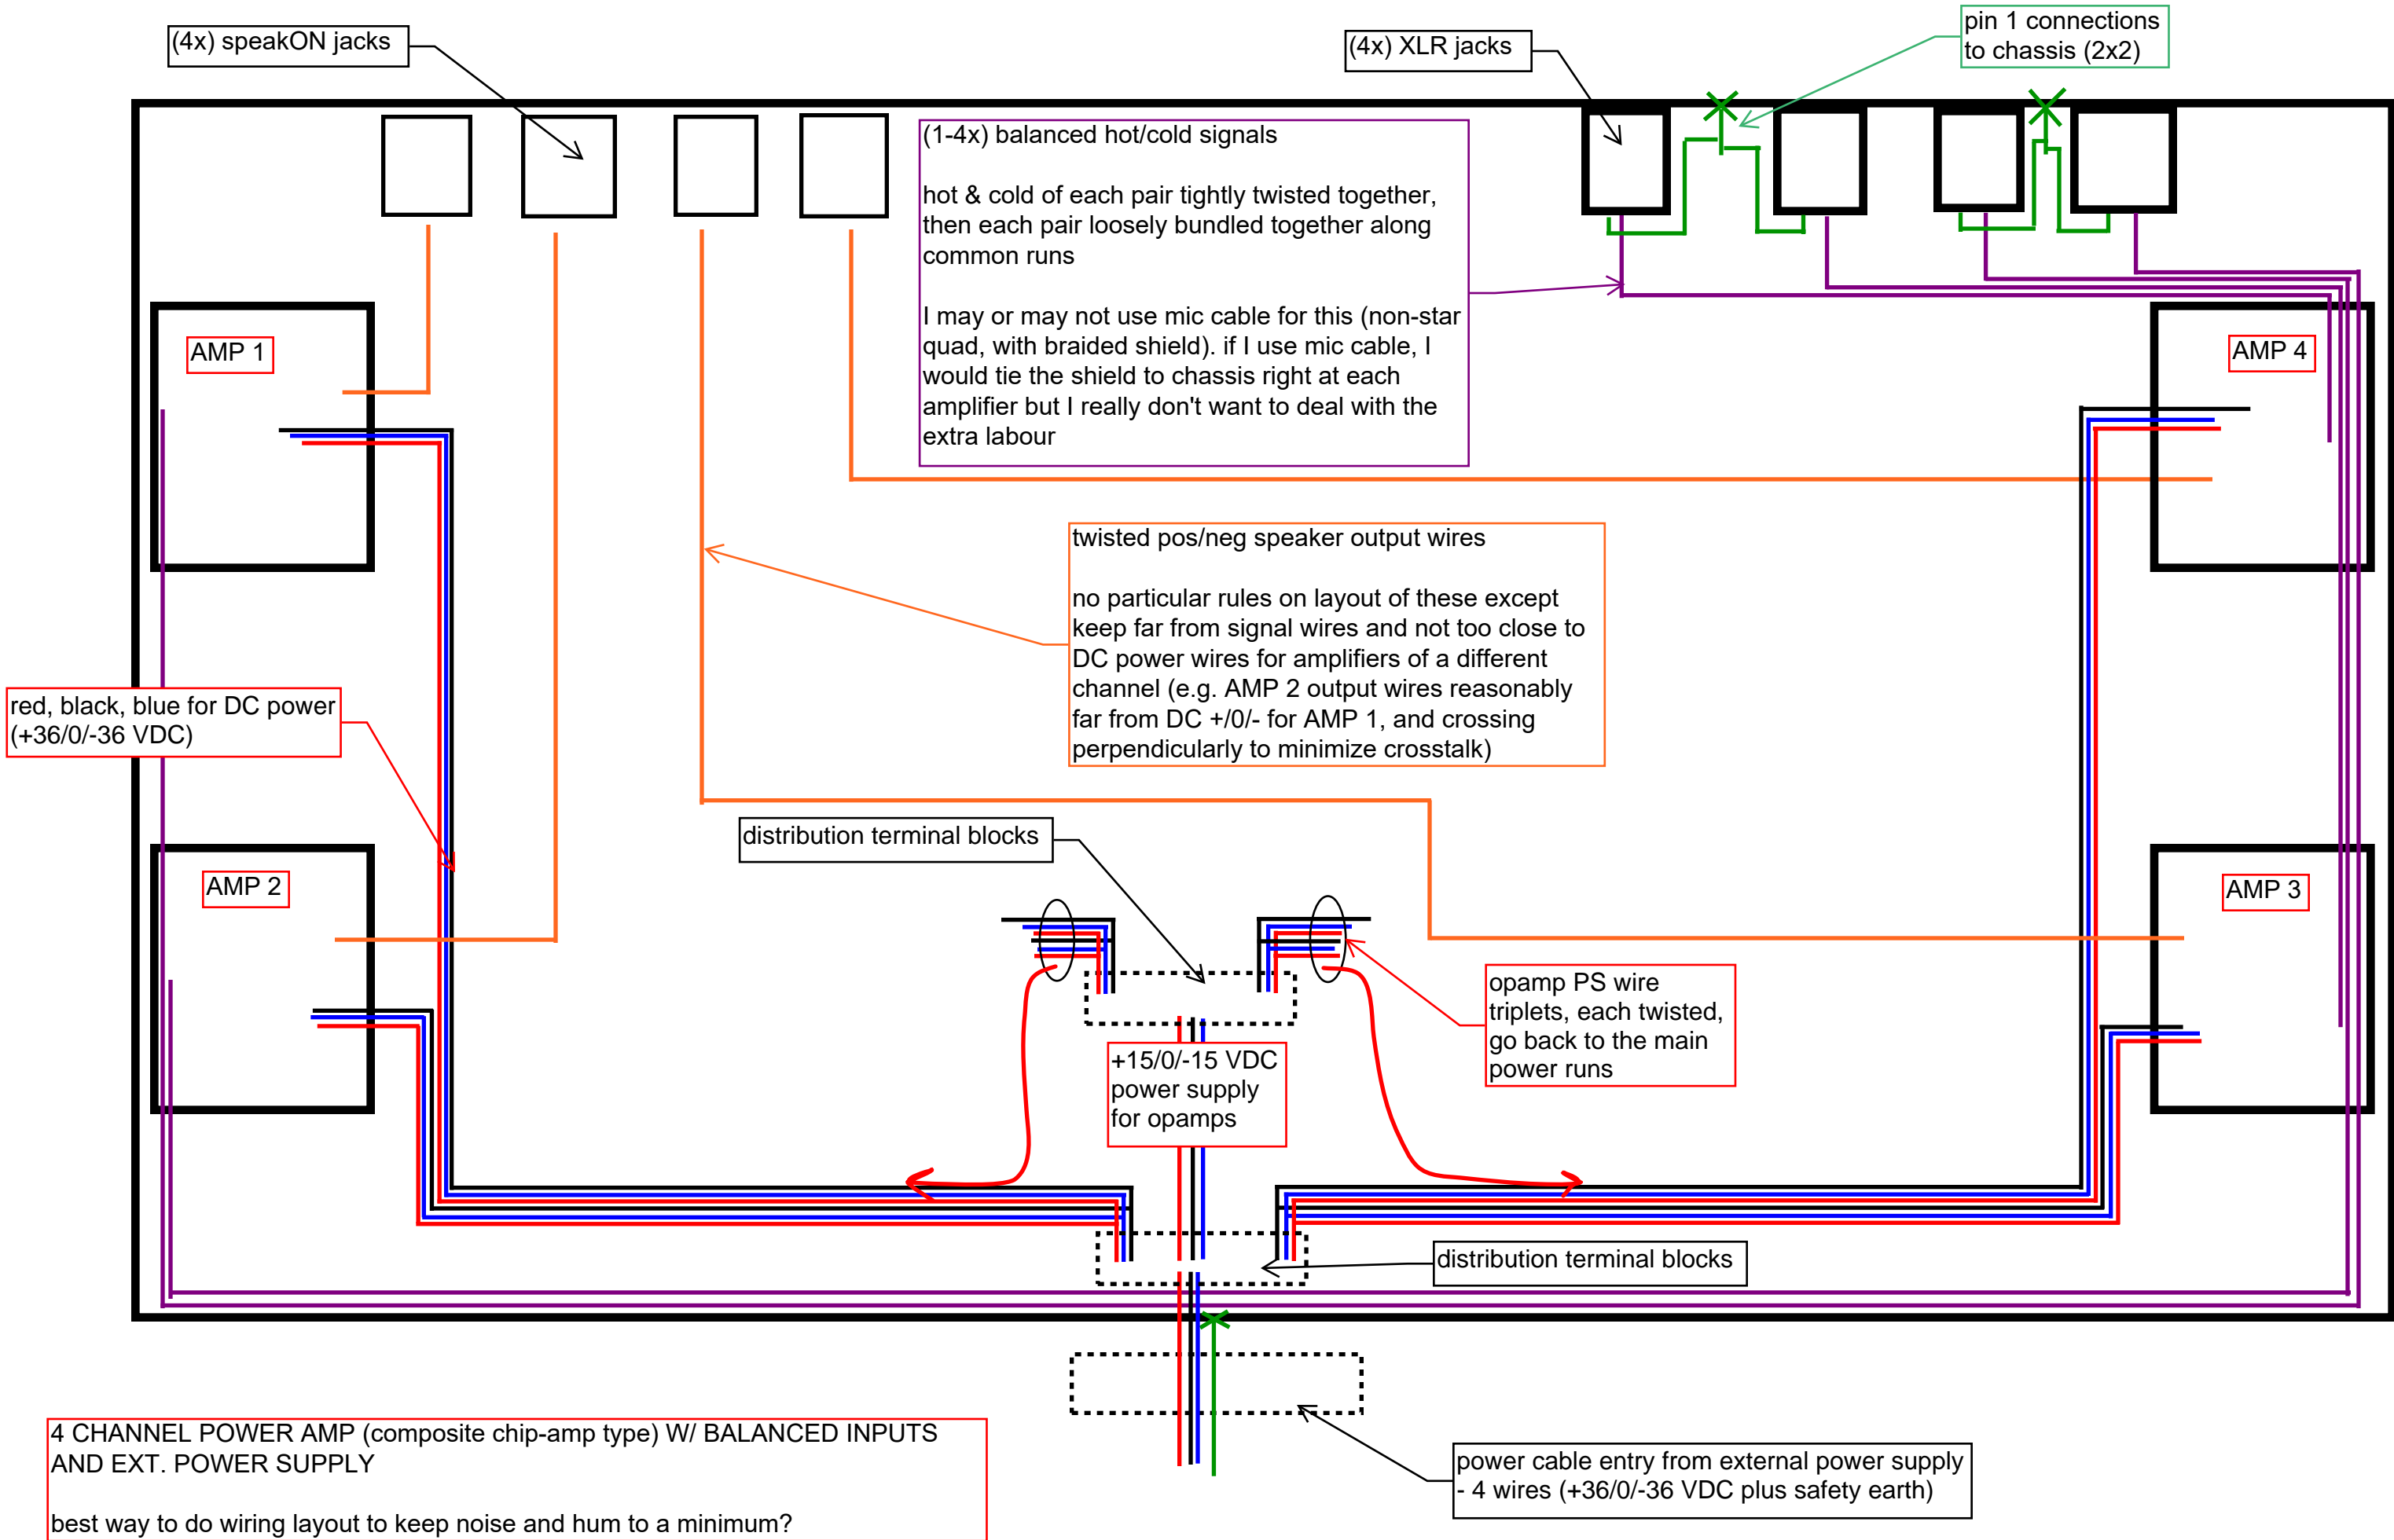 (4x) speakON jacks
(4x) XLR jacks
pin 1 connections
to chassis (2x2)
(1-4x) balanced hot/cold signals
hot & cold of each pair tightly twisted together,
then each pair loosely bundled together along
common runs
I may or may not use mic cable for this (non-star
quad, with braided shield). if I use mic cable, I
would tie the shield to chassis right at each
amplifier but I really don't want to deal with the
extra labour
AMP 1
AMP 4
twisted pos/neg speaker output wires
no particular rules on layout of these except
keep far from signal wires and not too close to
DC power wires for amplifiers of a different
channel (e.g. AMP 2 output wires reasonably
far from DC +/0/- for AMP 1, and crossing
perpendicularly to minimize crosstalk)
red, black, blue for DC power
(+36/0/-36 VDC)
distribution terminal blocks
AMP 2
AMP 3
opamp PS wire
triplets, each twisted,
go back to the main
power runs
+15/0/-15 VDC
power supply
for opamps
distribution terminal blocks
4 CHANNEL POWER AMP (composite chip-amp type) W/ BALANCED INPUTS
AND EXT. POWER SUPPLY
best way to do wiring layout to keep noise and hum to a minimum?
power cable entry from external power supply
- 4 wires (+36/0/-36 VDC plus safety earth)